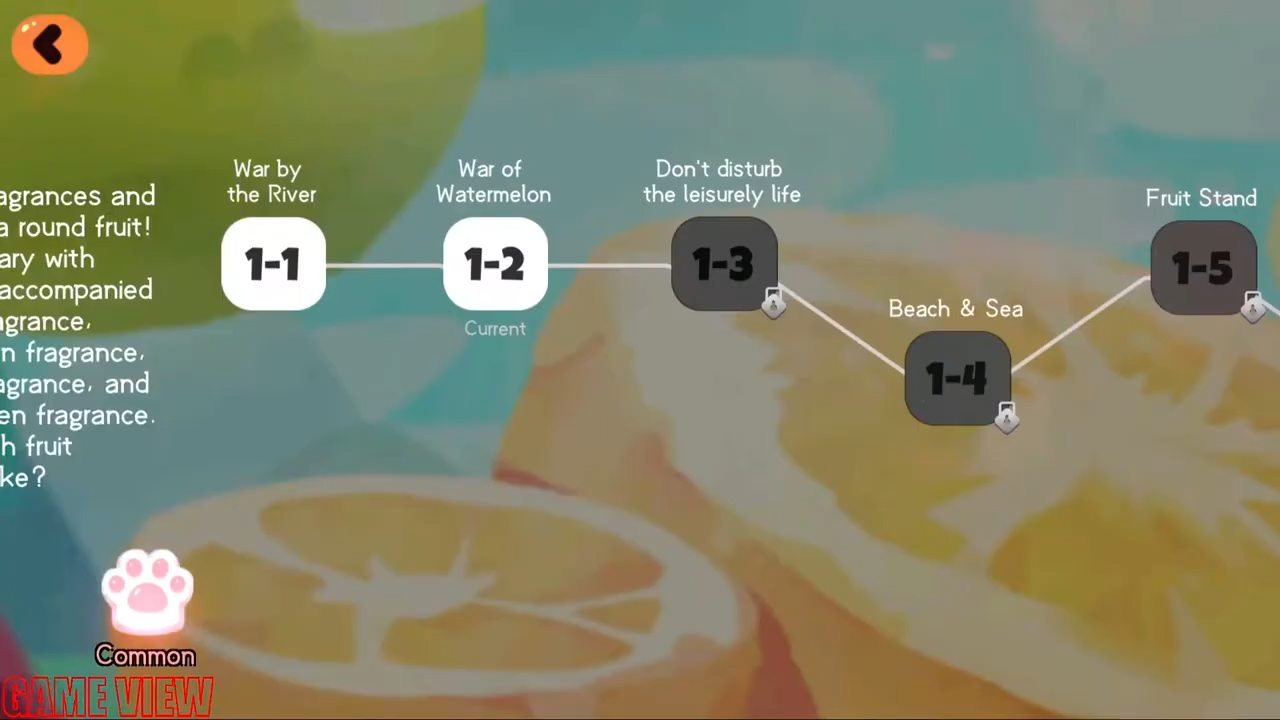 War by
the River
1-1
War of
Watermelon
1-2
Current
Don't disturb
the leisurely life
1-3
Beach & Sea
1-4
Fruit Stand
1-5
agrances and
a round fruit!
ary with
accompanied
agrance,
n fragrance,
agrance, and
en fragrance.
h fruit
ke?
Common
GAME VIEW